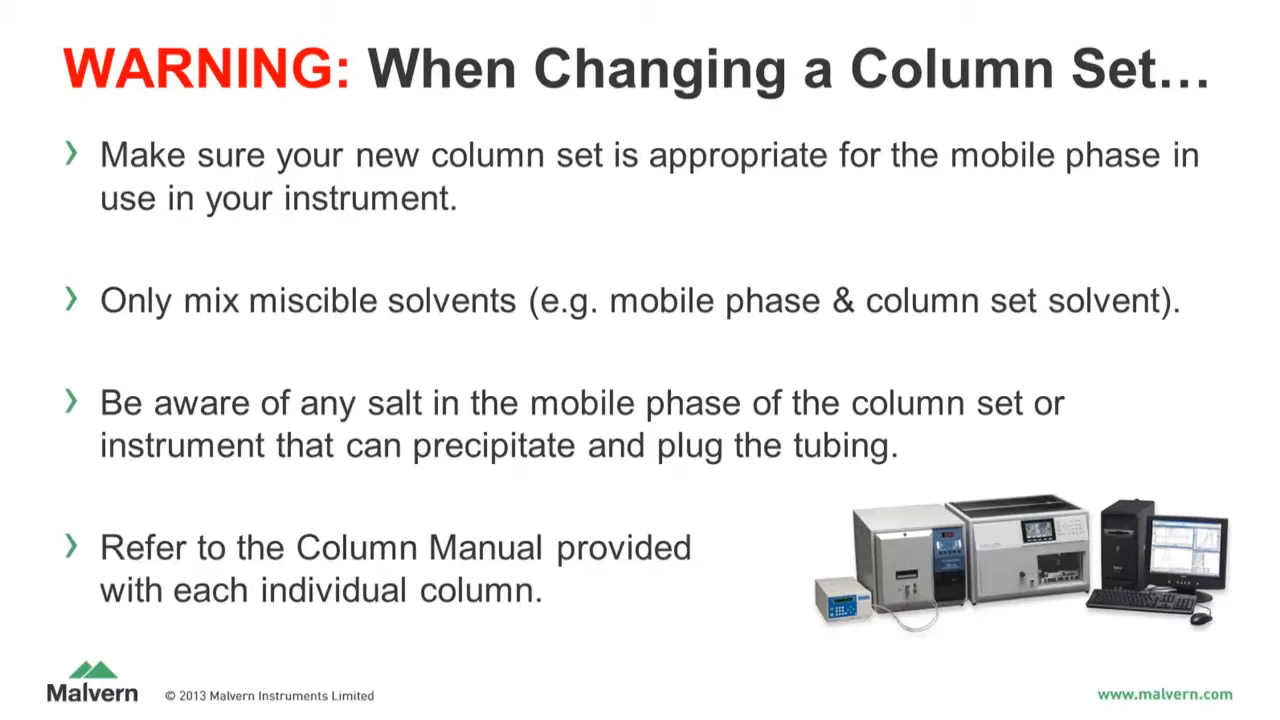 WARNING: When Changing a Column Set…
Make sure your new column set is appropriate for the mobile phase in
use in your instrument.
Only mix miscible solvents (e.g. mobile phase & column set solvent).
Be aware of any salt in the mobile phase of the column set or
instrument that can precipitate and plug the tubing.
Refer to the Column Manual provided
with each individual column.
Malvern
© 2013 Malvern Instruments Limited
www.malvern.com